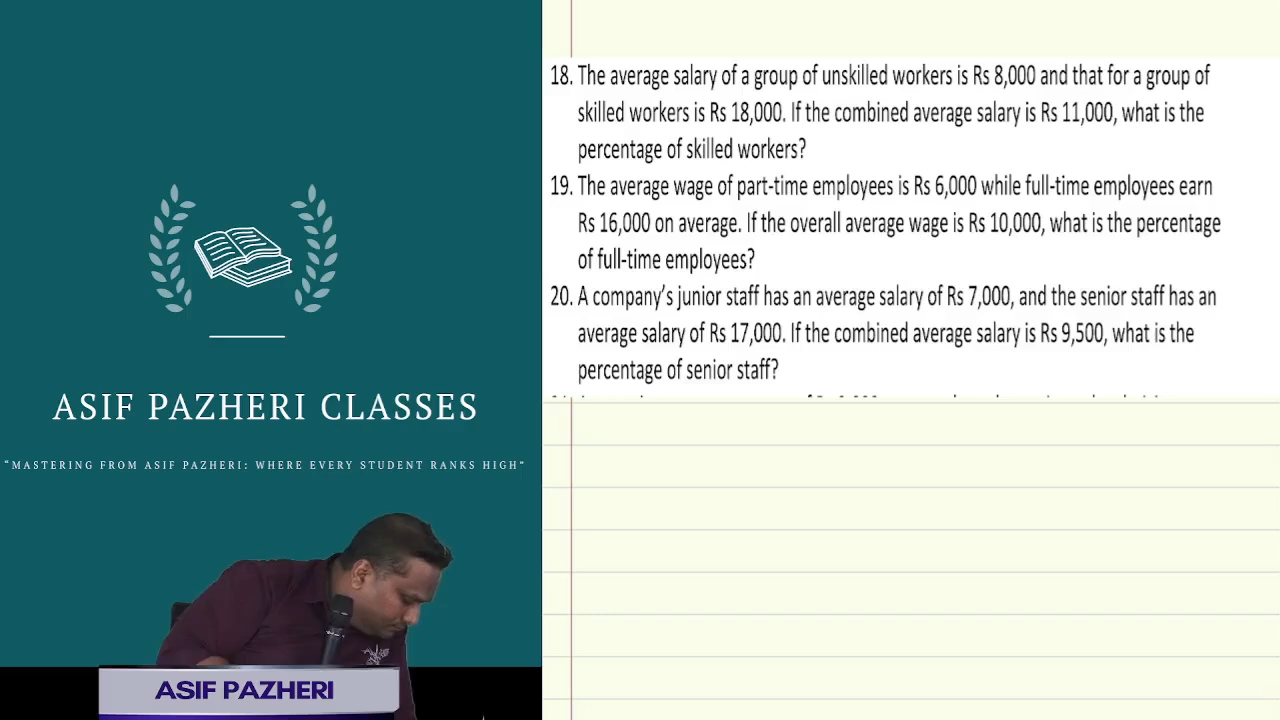 ASIF PAZHERI CLASSES
“MASTERING FROM ASIF PAZHERI: WHERE EVERY STUDENT RANKS HIGH”
ASIF PAZHERI
18. The average salary of a group of unskilled workers is Rs 8,000 and that for a group of
skilled workers is Rs 18,000. If the combined average salary is Rs 11,000, what is the
percentage of skilled workers?
19. The average wage of part-time employees is Rs 6,000 while full-time employees earn
Rs 16,000 on average. If the overall average wage is Rs 10,000, what is the percentage
of full-time employees?
20. A company’s junior staff has an average salary of Rs 7,000, and the senior staff has an
average salary of Rs 17,000. If the combined average salary is Rs 9,500, what is the
percentage of senior staff?